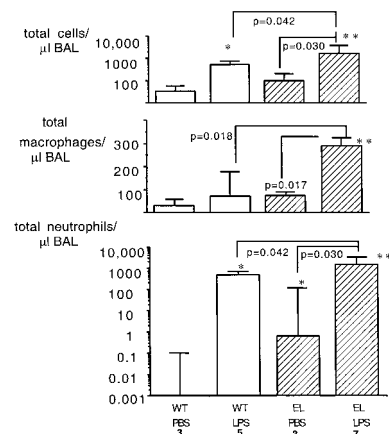 total cells/
µl BAL
10,000
1000
100
*
p=0.042
p=0.030
**
total
macrophages/
µl BAL
300
200
100
p=0.018
p=0.017
**
total neutrophils/
µl BAL
10,000
1000
100
10
1
0.1
0.01
0.001
*
*
p=0.042
p=0.030
**
WT WT EL EL
PBS LPS PBS LPS
3 5